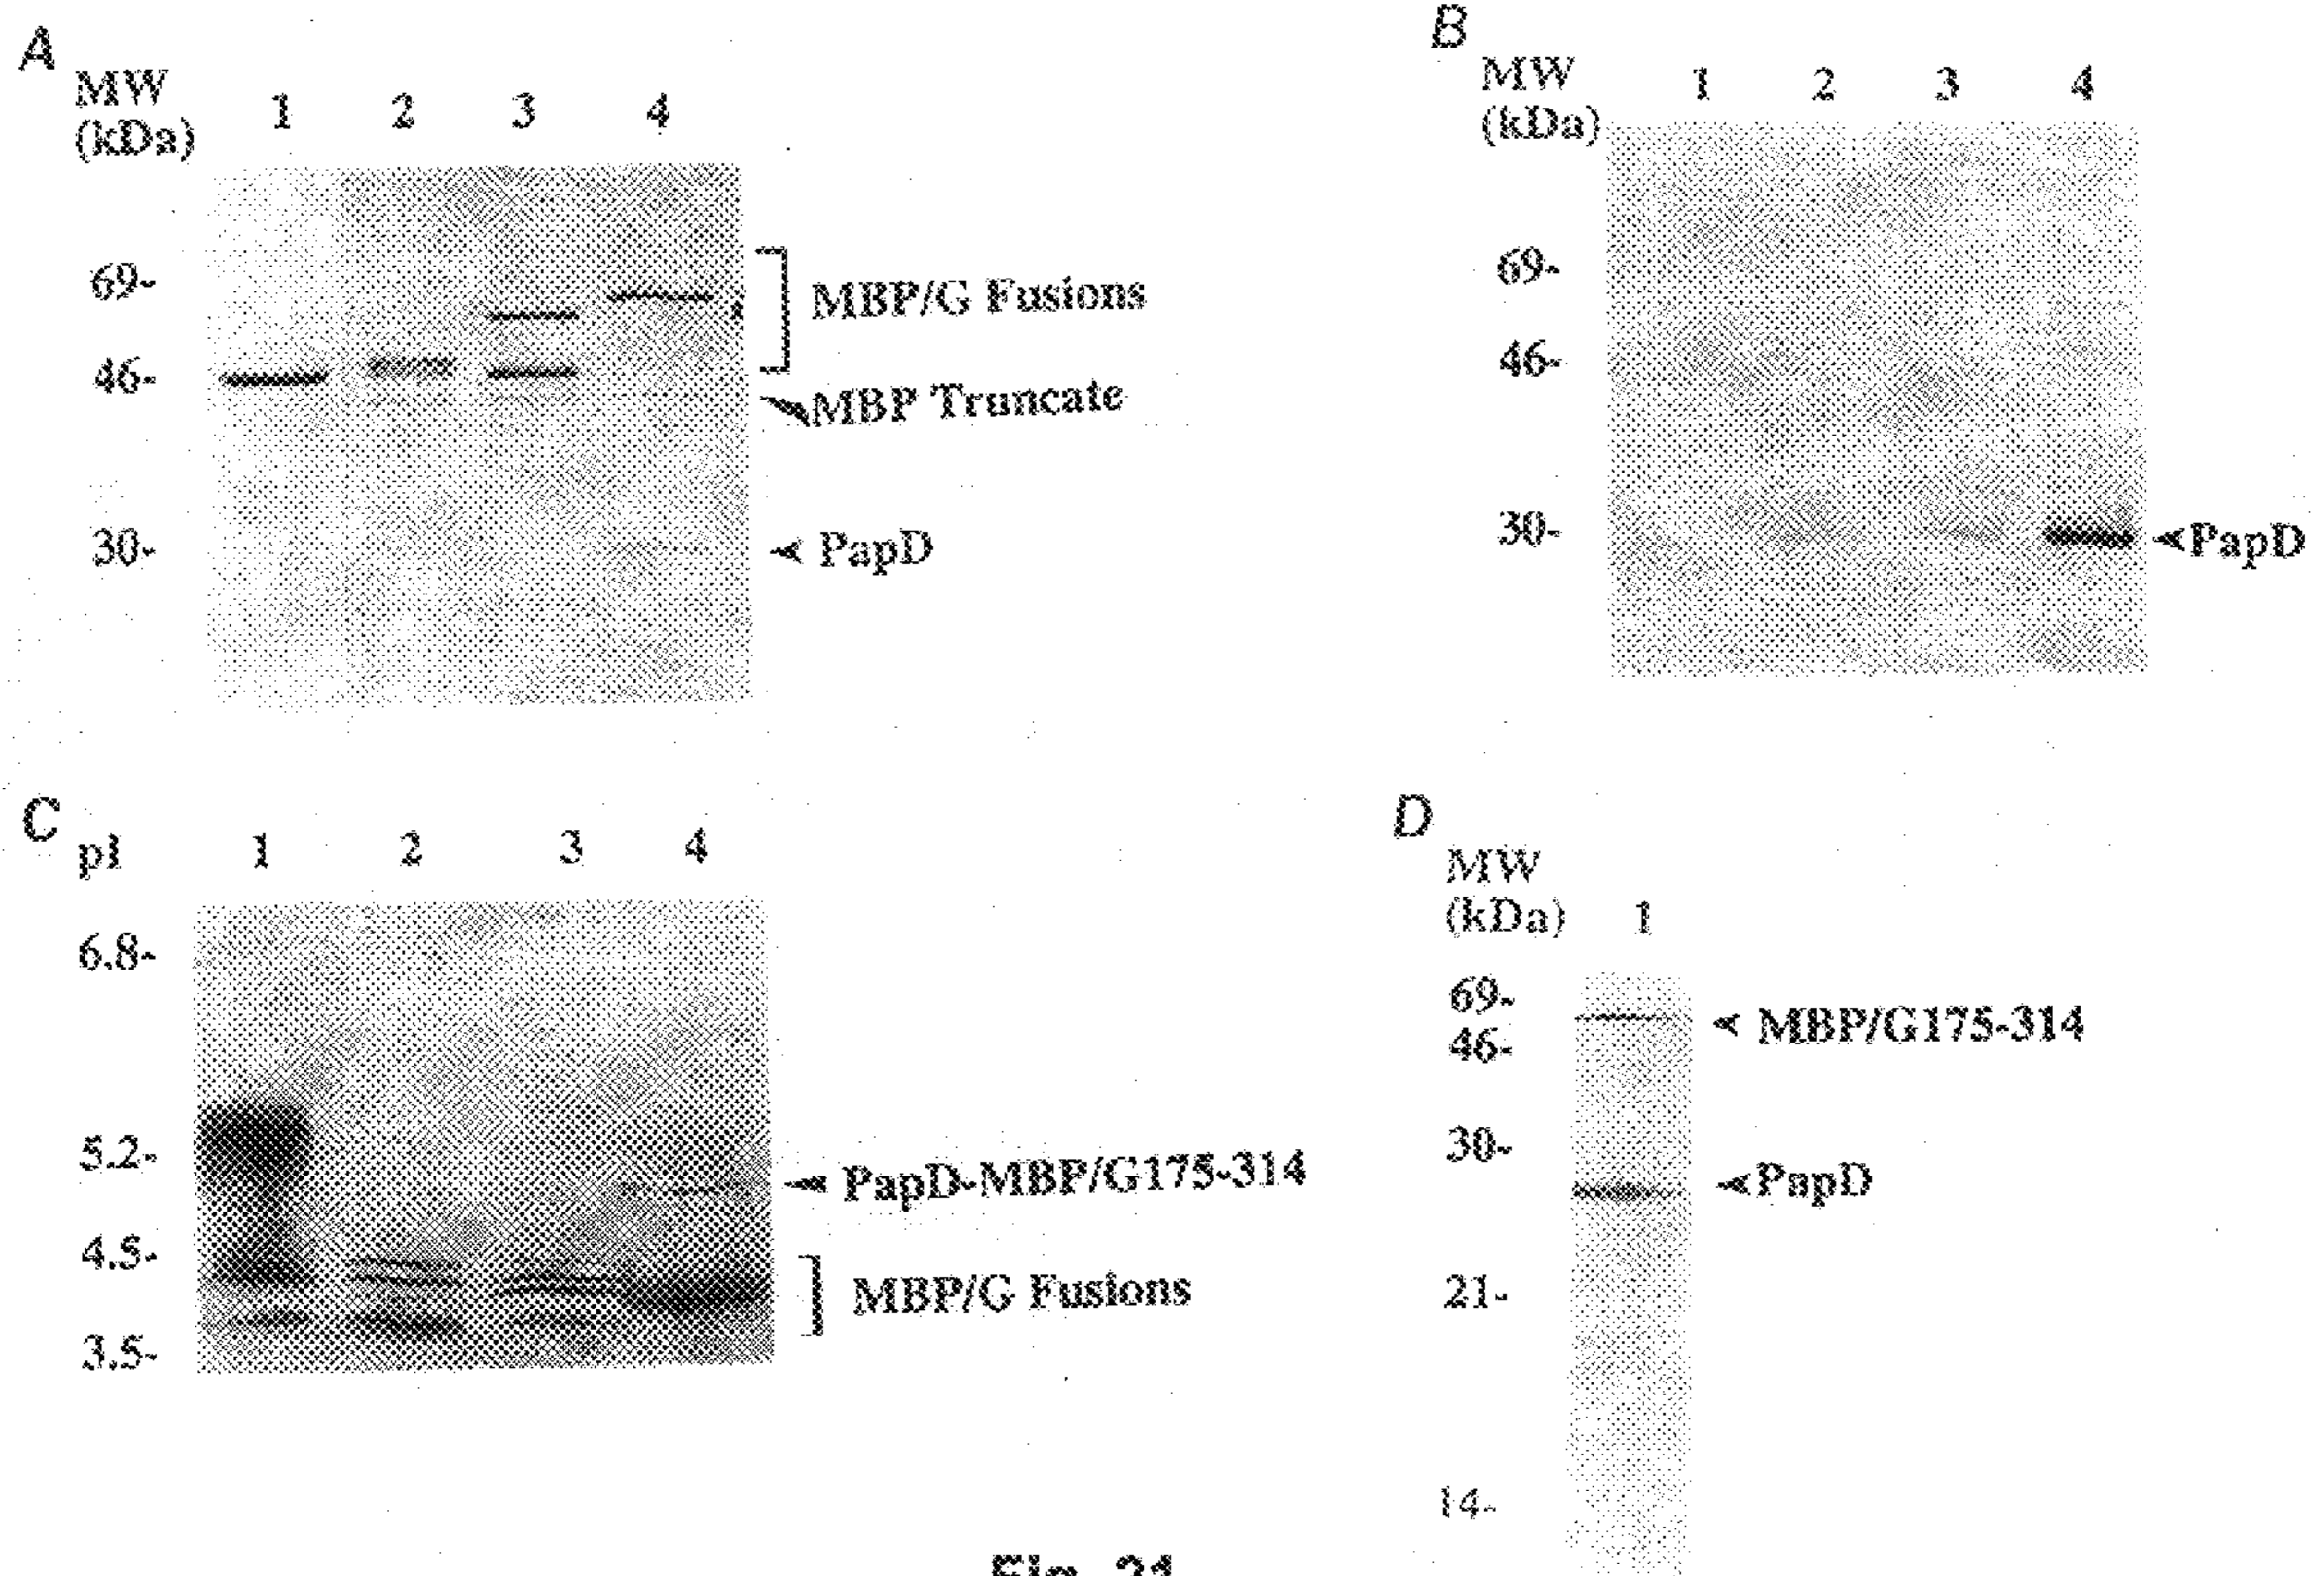 A
MW
(kDa)
1 2 3 4
69-
46-
30-
MBP/G Fusions
MBP Truncate
PapD
B
MW
(kDa)
1 2 3 4
69-
46-
30-
PapD
C
pI
1 2 3 4
6.8-
5.2-
4.5-
3.5-
PapD-MBP/G175-314
MBP/G Fusions
D
MW
(kDa)
1
69-
46-
30-
21-
14-
MBP/G175-314
PapD